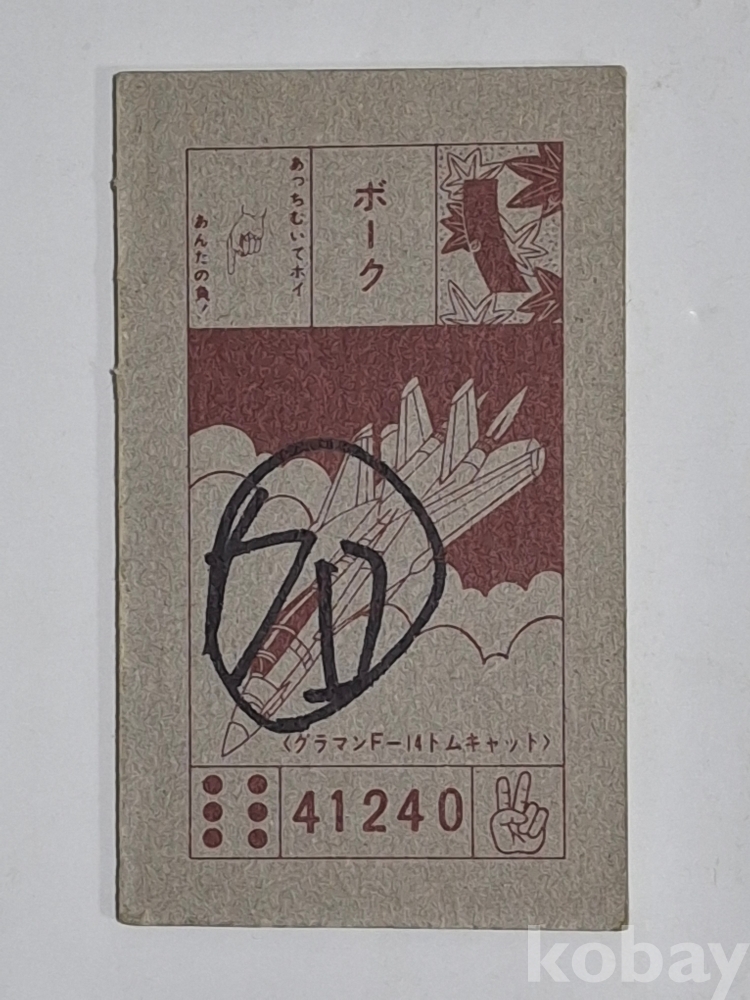 あっちむいてホイ
あんたの負!
ボーク
〈グラマンF-14トムキャット〉
41240
kobay